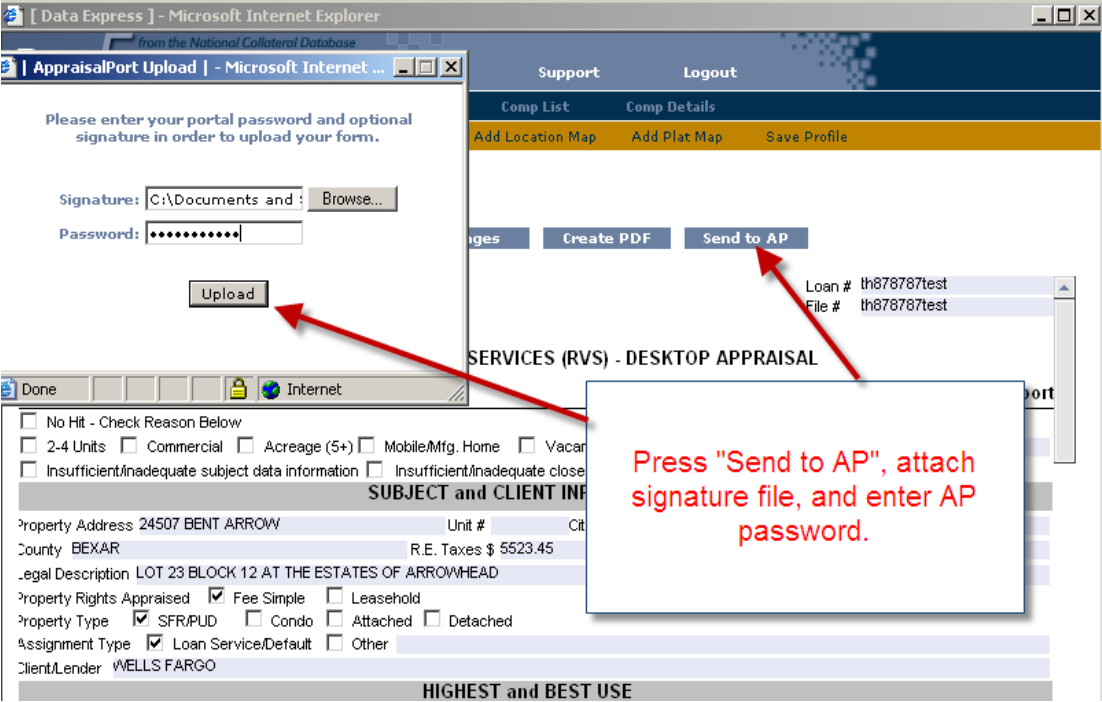 [ Data Express ] - Microsoft Internet Explorer
from the National Collateral Database
| AppraisalPort Upload | - Microsoft Internet ...
Support Logout
Comp List Comp Details
Add Location Map Add Plat Map Save Profile
Please enter your portal password and optional
signature in order to upload your form.
Signature: C:\Documents and Browse...
Password: •••••••••••
Create PDF Send to AP
Upload
Loan # th878787test
File # th878787test
SERVICES (RVS) - DESKTOP APPRAISAL
Done Internet
No Hit - Check Reason Below
2-4 Units Commercial Acreage (5+) Mobile/Mfg. Home
Insufficient/inadequate subject data information Insufficient/inadequate close
SUBJECT and CLIENT
Property Address 24507 BENT ARROW Unit #
County BEXAR R.E. Taxes $ 5523.45
Legal Description LOT 23 BLOCK 12 AT THE ESTATES OF ARROWHEAD
Property Rights Appraised Fee Simple Leasehold
Property Type SFR/PUD Condo Attached Detached
Assignment Type Loan Service/Default Other
Client/Lender WELLS FARGO
HIGHEST and BEST USE
Press "Send to AP", attach
signature file, and enter AP
password.